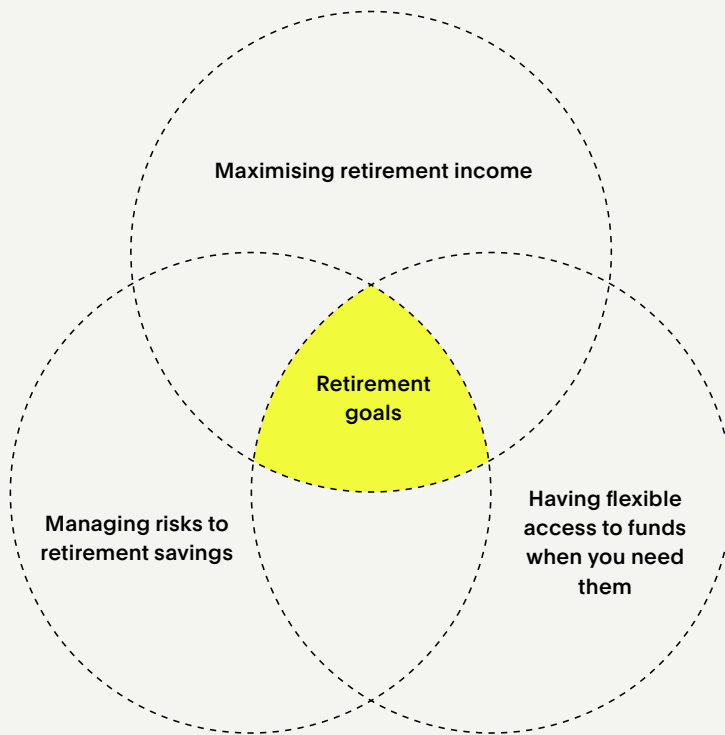 Maximising retirement income
Retirement
goals
Managing risks to
retirement savings
Having flexible
access to funds
when you need
them